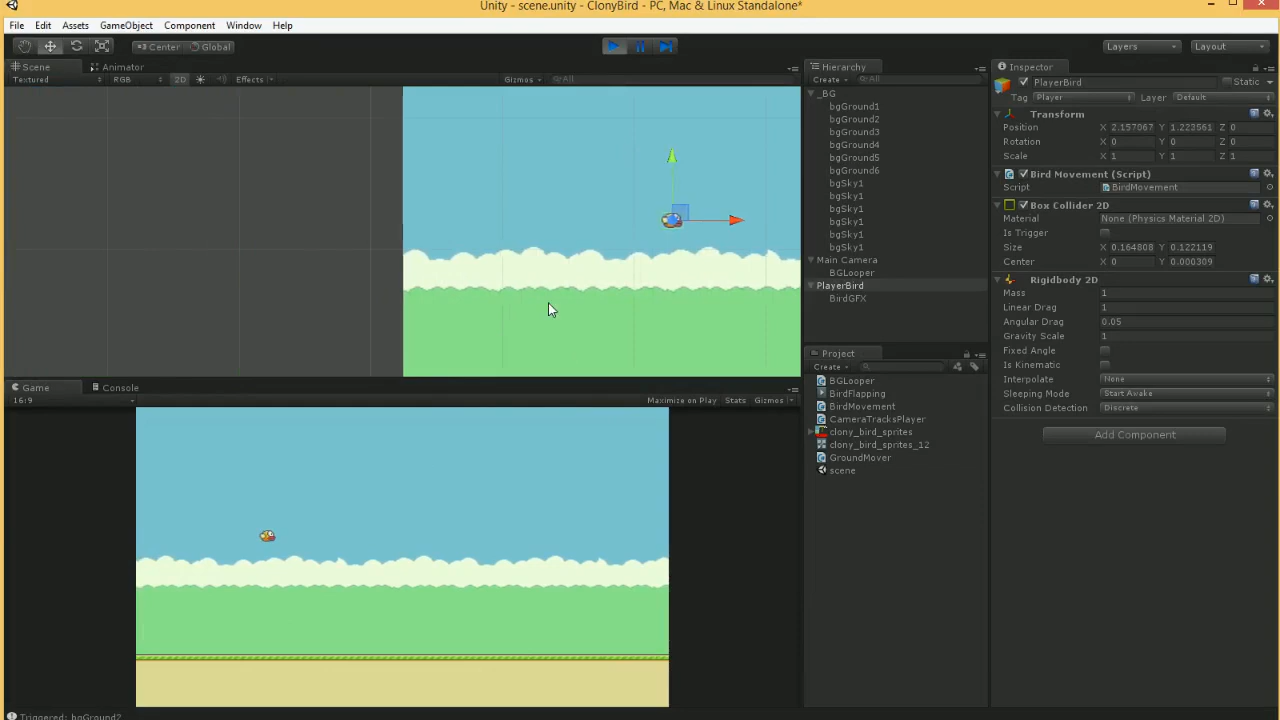 Unity - scene.unity - ClonyBird - PC, Mac & Linux Standalone*
File Edit Assets GameObject Component Window Help
Center Global Layers Layout
Scene Animator
Textured RGB 2D Effects Gizmos All
Hierarchy
Create All
_BG
bgGround1
bgGround2
bgGround3
bgGround4
bgGround5
bgGround6
bgSky1
bgSky1
bgSky1
bgSky1
bgSky1
bgSky1
Main Camera
BGLooper
PlayerBird
BirdGFX
Project
Create
BGLooper
BirdFlapping
BirdMovement
CameraTracksPlayer
clony_bird_sprites
clony_bird_sprites_12
GroundMover
scene
Inspector
PlayerBird Static
Tag Player Layer Default
Transform
Position X 2.157067 Y 1.223561 Z 0
Rotation X 0 Y 0 Z 0
Scale X 1 Y 1 Z 1
Bird Movement (Script)
Script BirdMovement
Box Collider 2D
Material None (Physics Material 2D)
Is Trigger
Size X 0.164808 Y 0.122119
Center X 0 Y 0.000309
Rigidbody 2D
Mass 1
Linear Drag 1
Angular Drag 0.05
Gravity Scale 1
Fixed Angle
Is Kinematic
Interpolate None
Sleeping Mode Start Awake
Collision Detection Discrete
Add Component
Game Console
16:9 Maximize on Play Stats Gizmos
Triggered: bgGround2